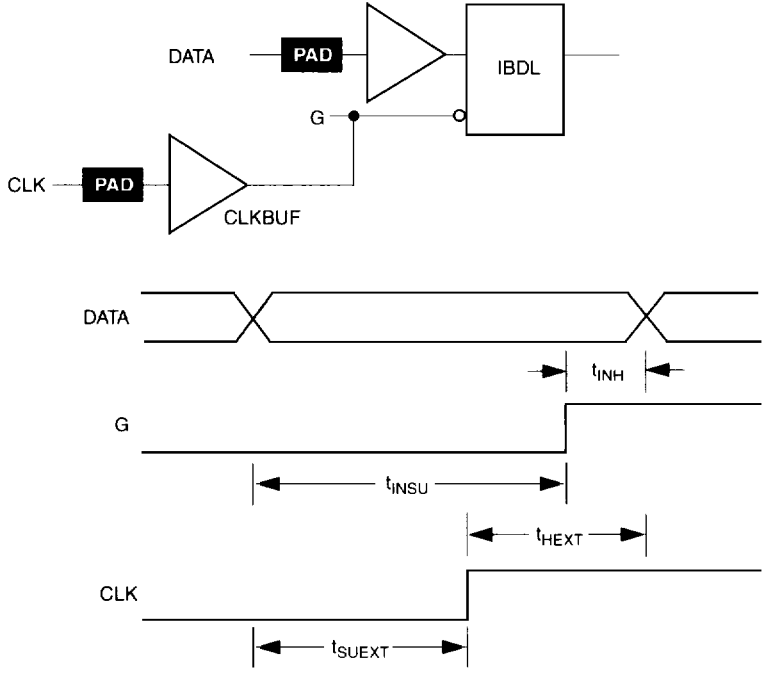 DATA
PAD
IBDL
G
CLK
PAD
CLKBUF
DATA
tINH
G
tINSU
tHEXT
CLK
tSUEXT